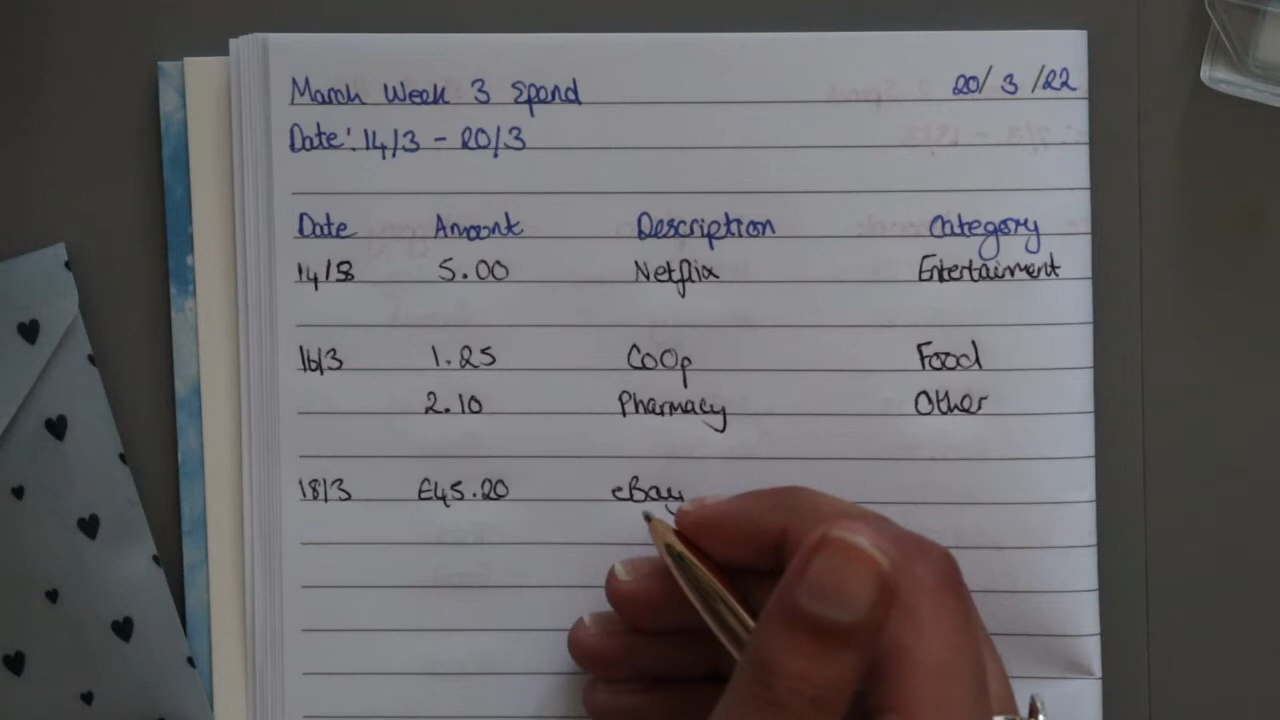 March Week 3 Spend 20/3/22
Date: 14/3 - 20/3
Date Amount Description Category
14/3 5.00 Netflix Entertainment
16/3 1.25 CoOp Food
2.10 Pharmacy Other
18/3 £45.20 eBay